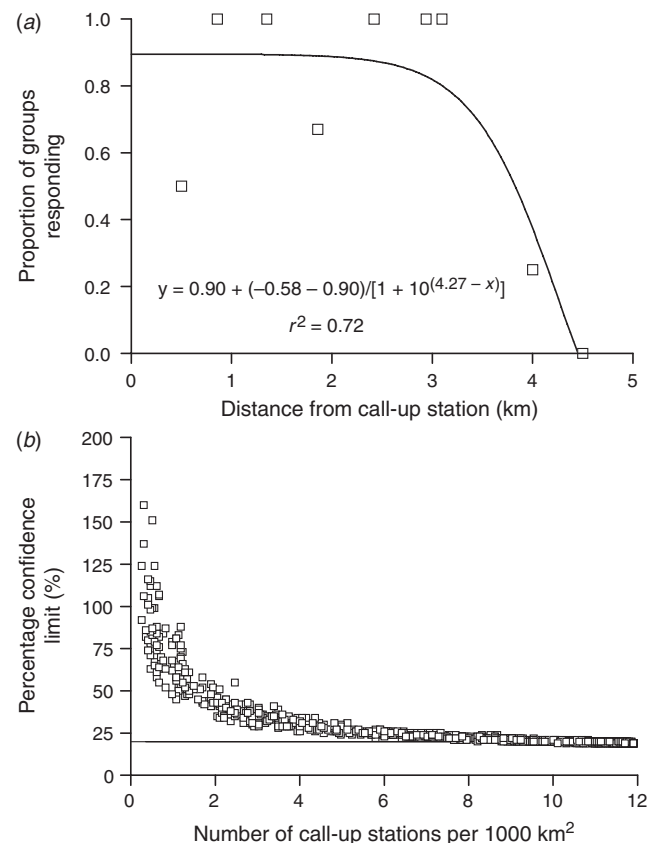 (a)
1.0
0.8
0.6
0.4
0.2
0.0
Proportion of groups
responding
y = 0.90 + (–0.58 – 0.90)/[1 + 10(4.27 – x)]
r2 = 0.72
0 1 2 3 4 5
Distance from call-up station (km)
(b)
200
175
150
125
100
75
50
25
0
Percentage confidence
limit (%)
0 2 4 6 8 10 12
Number of call-up stations per 1000 km2